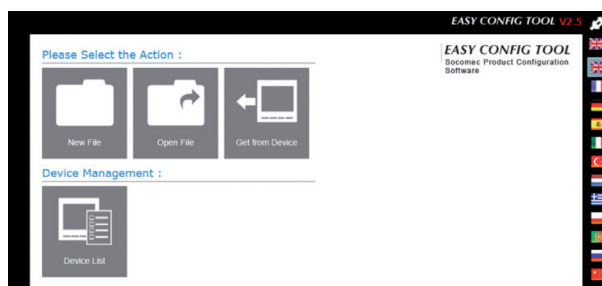 EASY CONFIG TOOL V2.5
Please Select the Action :
EASY CONFIG TOOL
Socomec Product Configuration
Software
New File
Open File
Get from Device
Device Management :
Device List